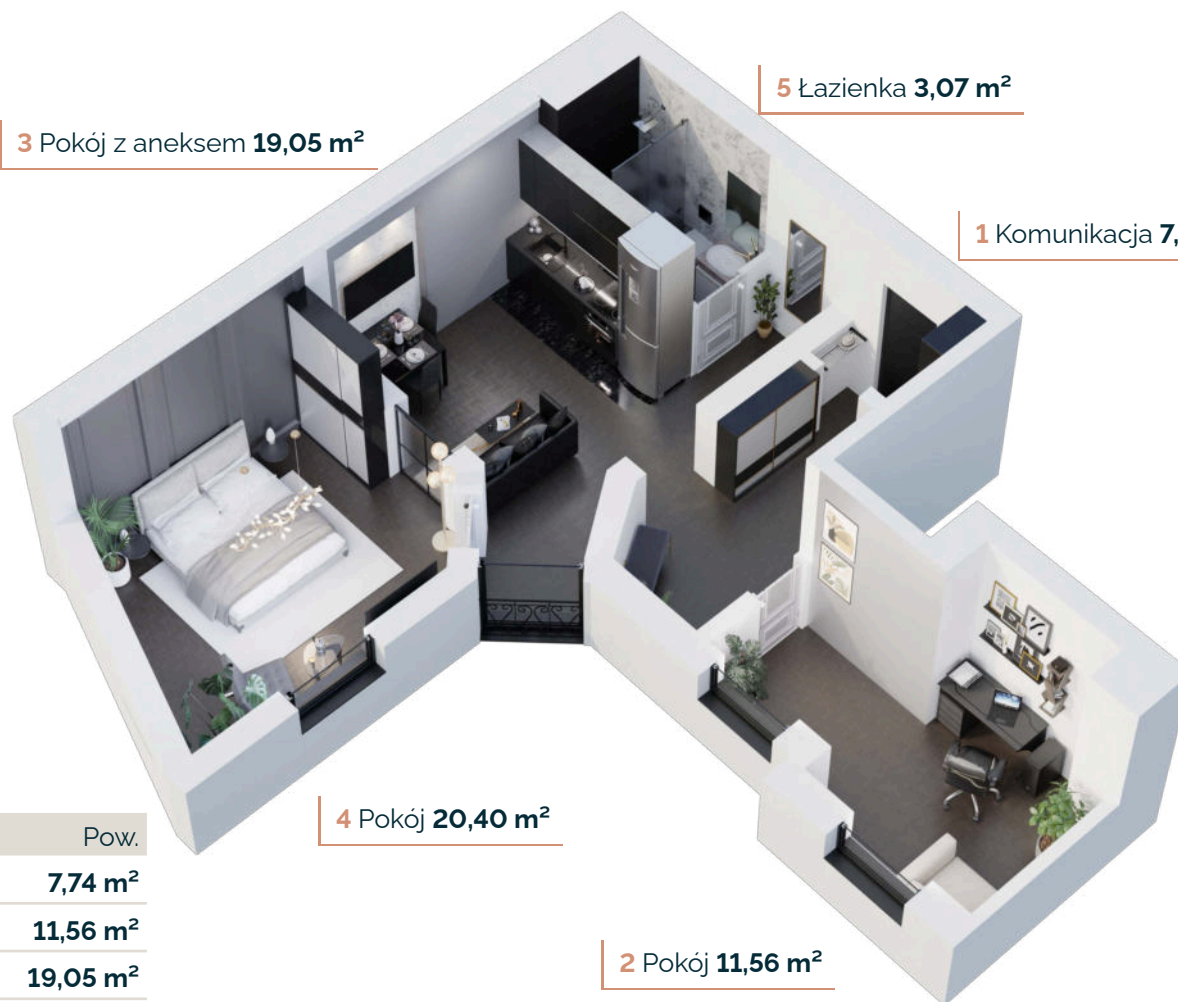 5 Łazienka 3,07 m²
3 Pokój z aneksem 19,05 m²
1 Komunikacja 7,
4 Pokój 20,40 m²
Pow.
7,74 m²
11,56 m²
19,05 m²
2 Pokój 11,56 m²